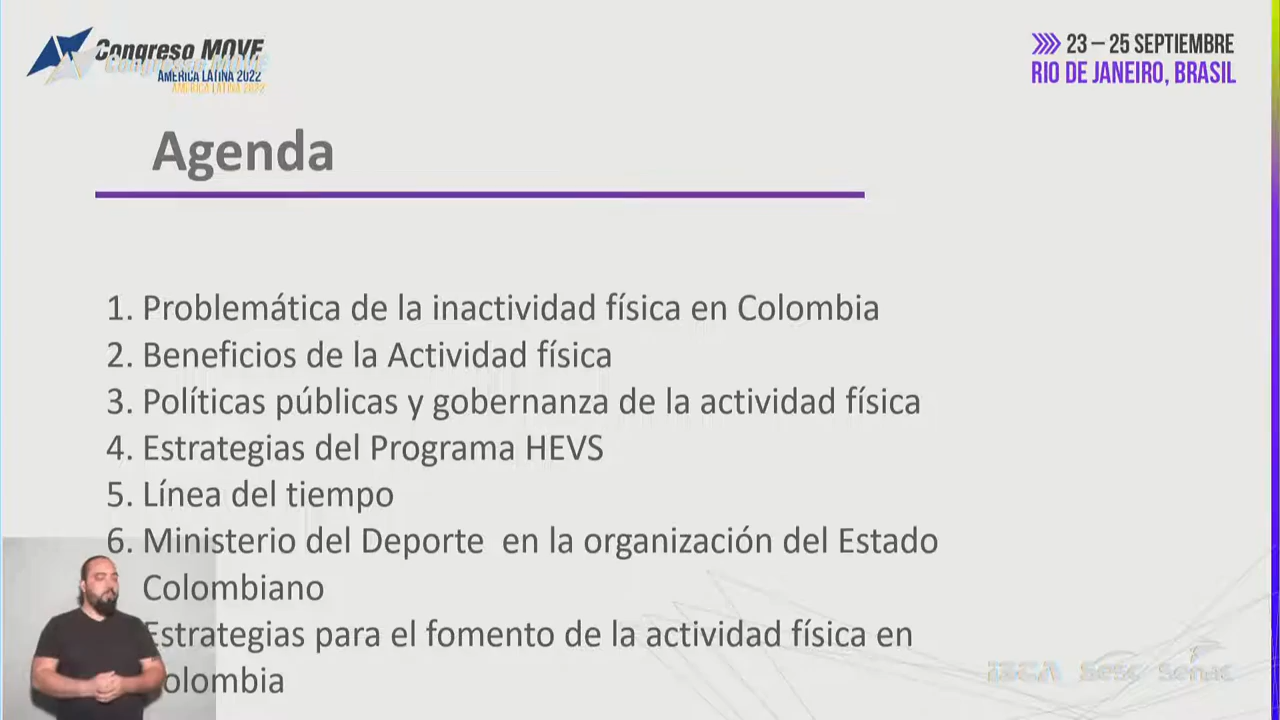 Congreso MOVE
AMÉRICA LATINA 2022
23 – 25 SEPTIEMBRE
RIO DE JANEIRO, BRASIL
Agenda
1. Problemática de la inactividad física en Colombia
2. Beneficios de la Actividad física
3. Políticas públicas y gobernanza de la actividad física
4. Estrategias del Programa HEVS
5. Línea del tiempo
6. Ministerio del Deporte en la organización del Estado
Colombiano
Estrategias para el fomento de la actividad física en
olombia
Sesc Senac